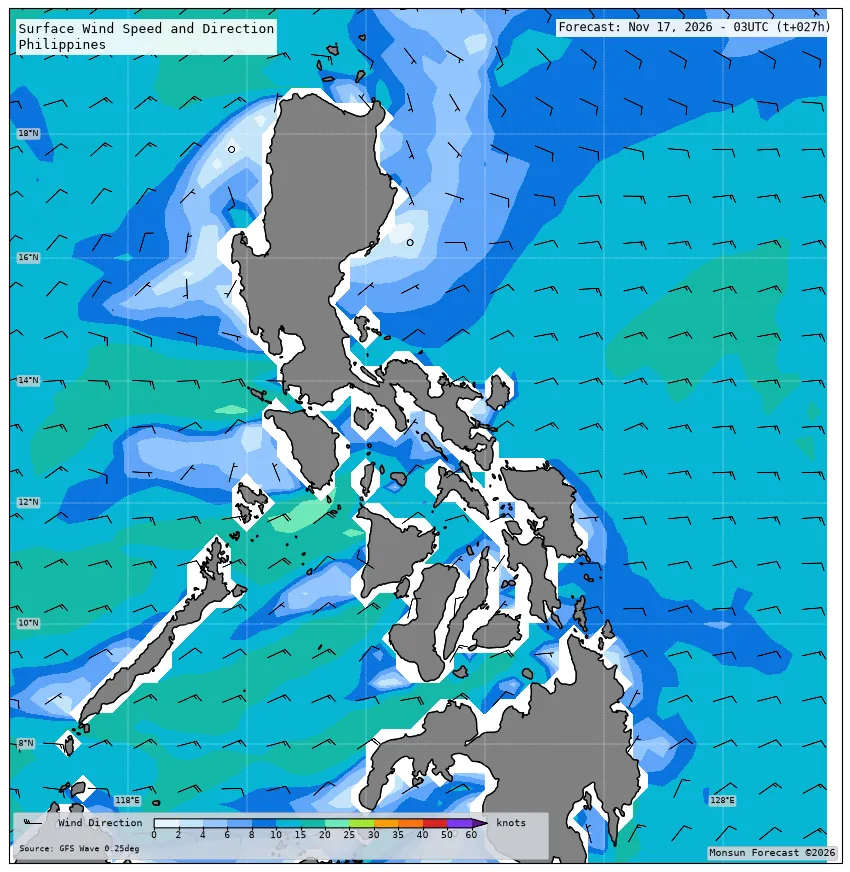 Surface Wind Speed and Direction
Philippines
Forecast: Nov 17, 2026 - 03UTC (t+027h)
18°N
16°N
14°N
12°N
10°N
8°N
118°E
128°E
Wind Direction
0 2 4 6 8 10 15 20 25 30 35 40 50 60
knots
Source: GFS Wave 0.25deg
Monsun Forecast ©2026